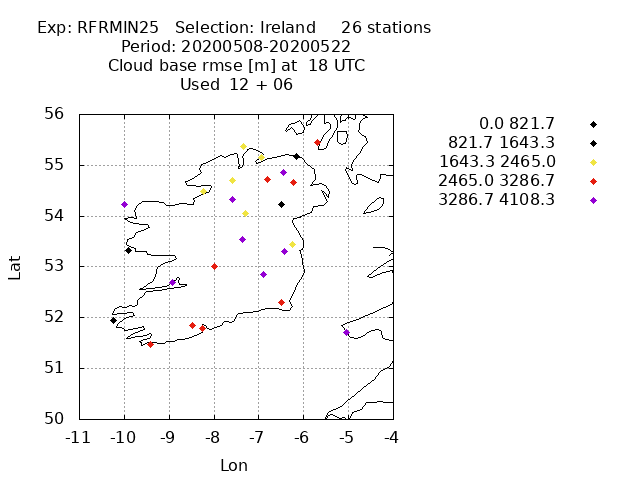 Exp: RFRMIN25 Selection: Ireland 26 stations
Period: 20200508-20200522
Cloud base rmse [m] at 18 UTC
Used 12 + 06
0.0 821.7
821.7 1643.3
1643.3 2465.0
2465.0 3286.7
3286.7 4108.3
56
55
54
53
52
51
50
Lat
-11 -10 -9 -8 -7 -6 -5 -4
Lon